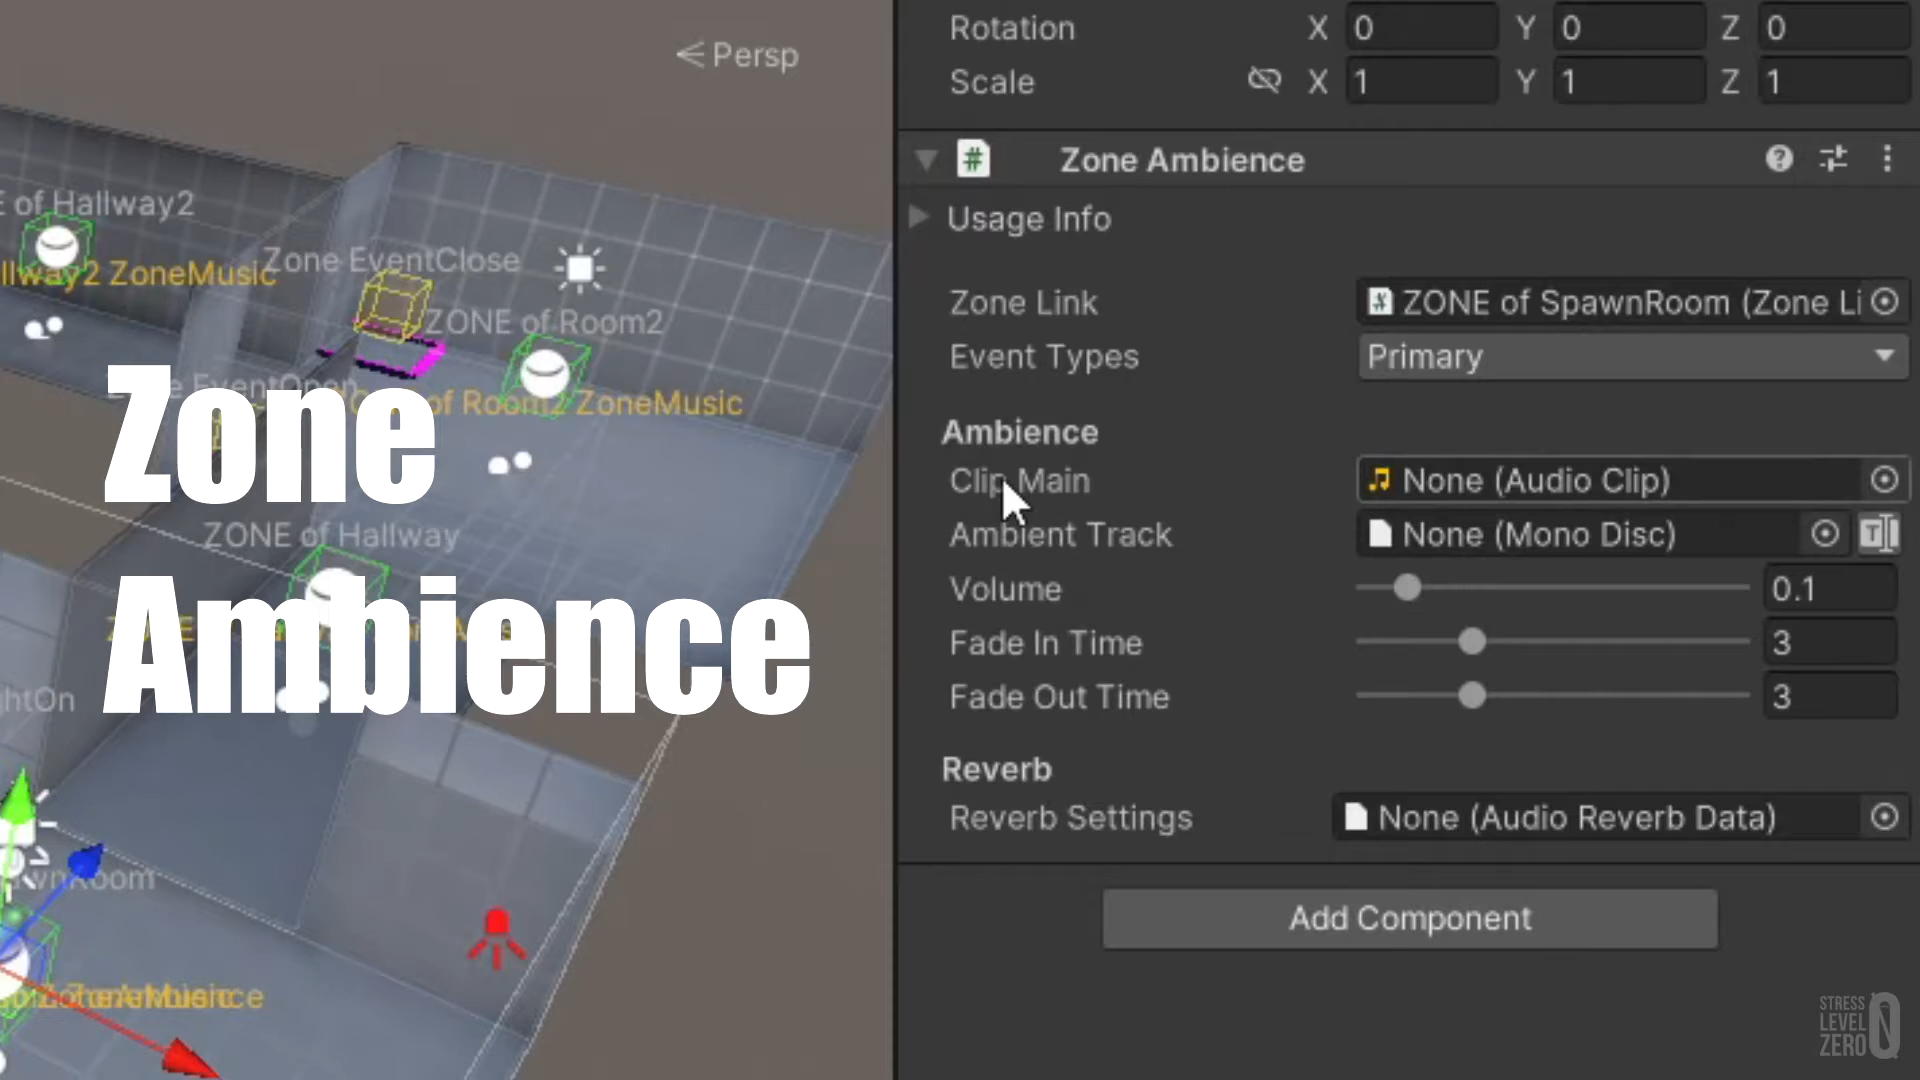 Persp
of Hallway2
ZoneMusic
Zone EventClose
ZONE of Room2
of Room2 ZoneMusic
ZONE of Hallway
Zone
Ambience
Rotation X 0 Y 0 Z 0
Scale X 1 Y 1 Z 1
Zone Ambience
Usage Info
Zone Link ZONE of SpawnRoom (Zone Li
Event Types Primary
Ambience
Clip Main None (Audio Clip)
Ambient Track None (Mono Disc)
Volume 0.1
Fade In Time 3
Fade Out Time 3
Reverb
Reverb Settings None (Audio Reverb Data)
Add Component
STRESS
LEVEL
ZERO